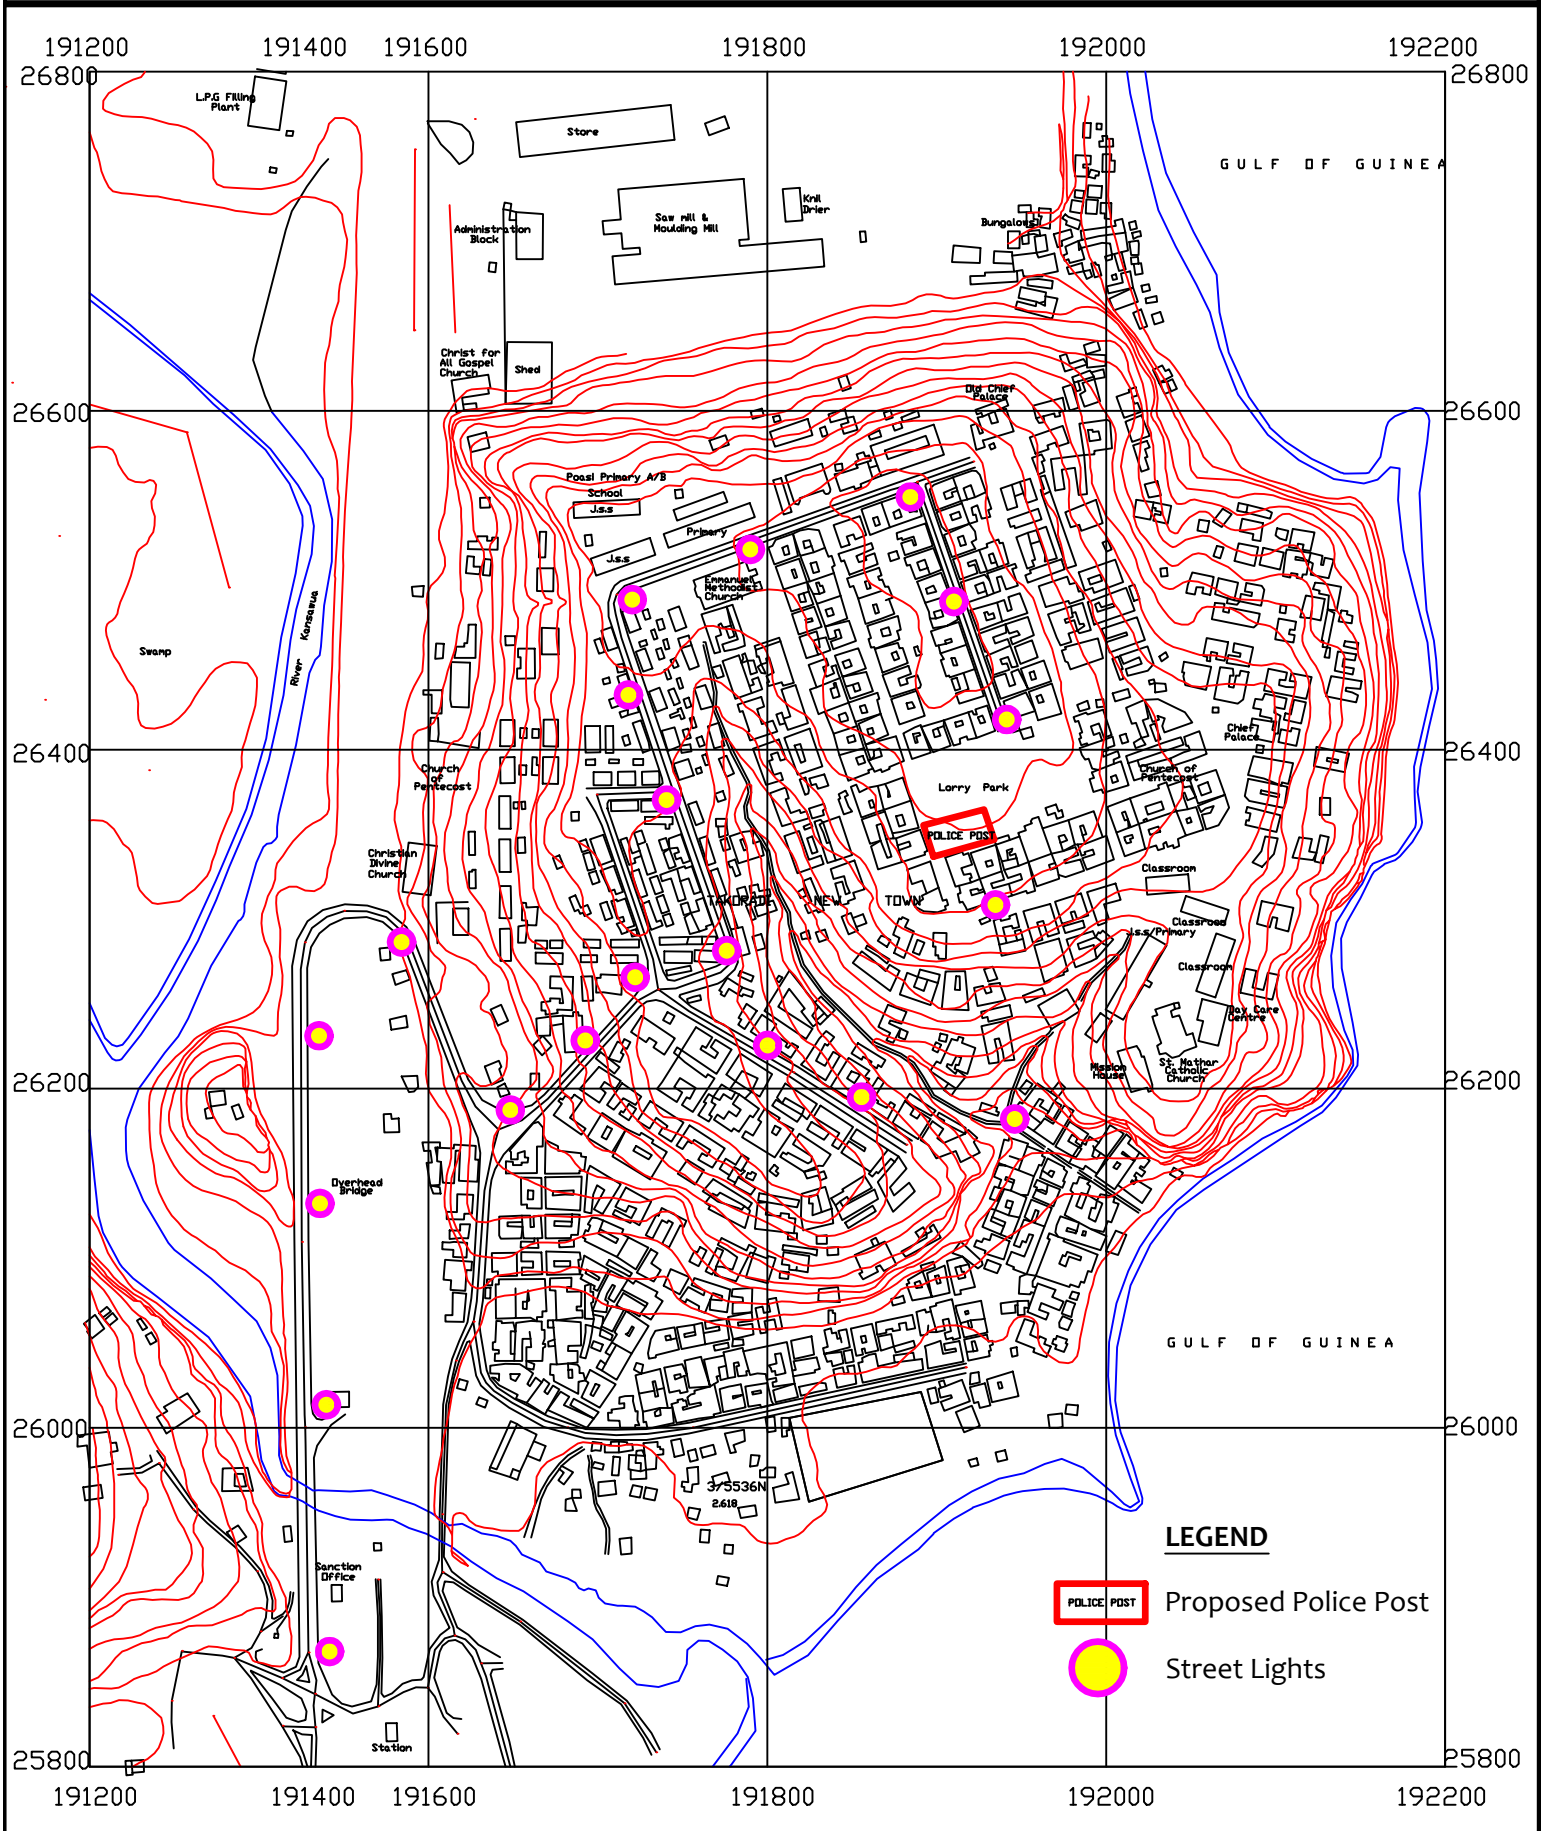 191200 191400 191600 191800 192000 192200
26800 26800
L.P.G Filling
Plant
Store
GULF OF GUINEA
Knil
Drier
Saw mill &
Moulding Mill
Bungalows
Administration
Block
Christ for
All Gospel
Church
Shed
Old Chief
Palace
26600 26600
Poasi Primary A/B
School
J.s.s
Primary
J.s.s
Emmanuel
Methodist
Church
River Kansawua
Swamp
Chief
Palace
26400 26400
Church
of
Pentecost
Church of
Pentecost
Lorry Park
POLICE POST
Christian
Divine
Church
Classroom
TAKORADI NEW TOWN
Classroom
J.s.s/Primary
Classroom
Day Care
Centre
Mission
House
St. Mathar
Catholic
Church
26200 26200
Overhead
Bridge
GULF OF GUINEA
26000 26000
3/5536N
2.618
LEGEND
Sanction
Office
POLICE POST Proposed Police Post
Street Lights
Station
25800 25800
191200 191400 191600 191800 192000 192200